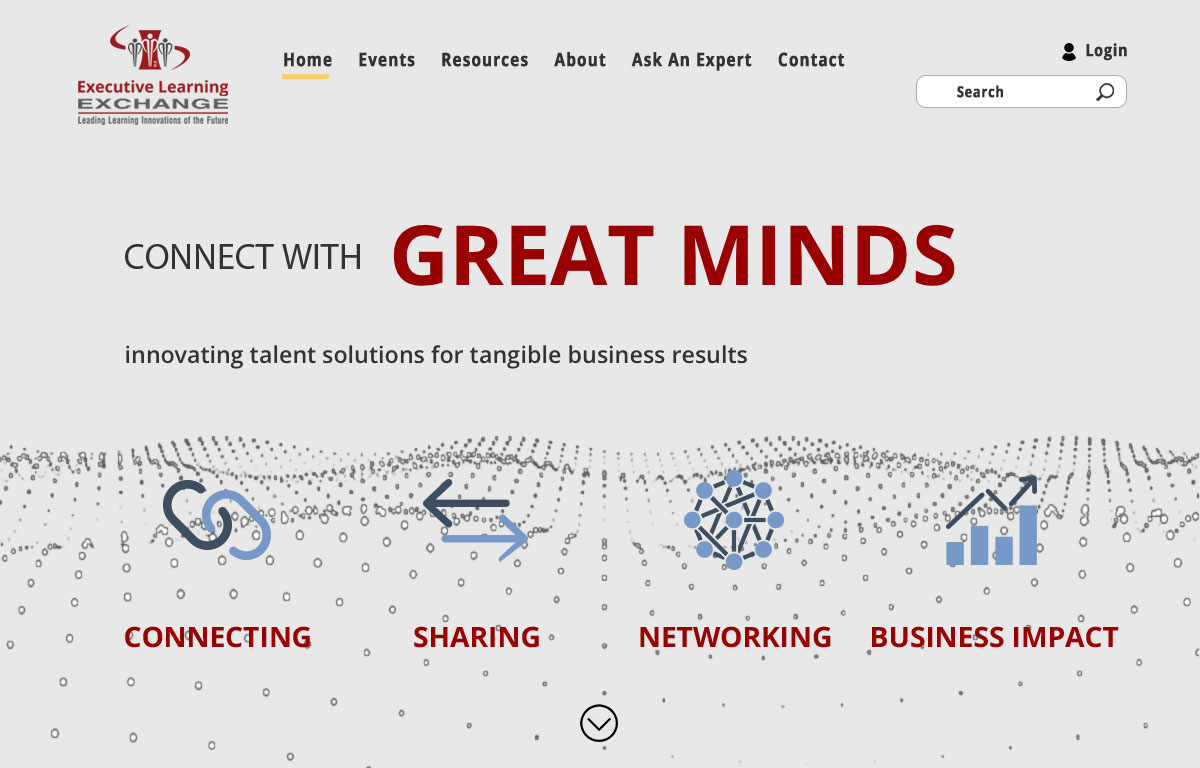 Home Events Resources About Ask An Expert Contact
Login
Search
Executive Learning
EXCHANGE
Leading Learning Innovations of the Future
CONNECT WITH GREAT MINDS
innovating talent solutions for tangible business results
CONNECTING SHARING NETWORKING BUSINESS IMPACT